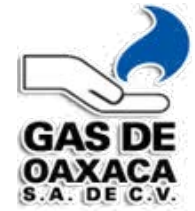 GAS DE
OAXACA
S.A. DE C.V.